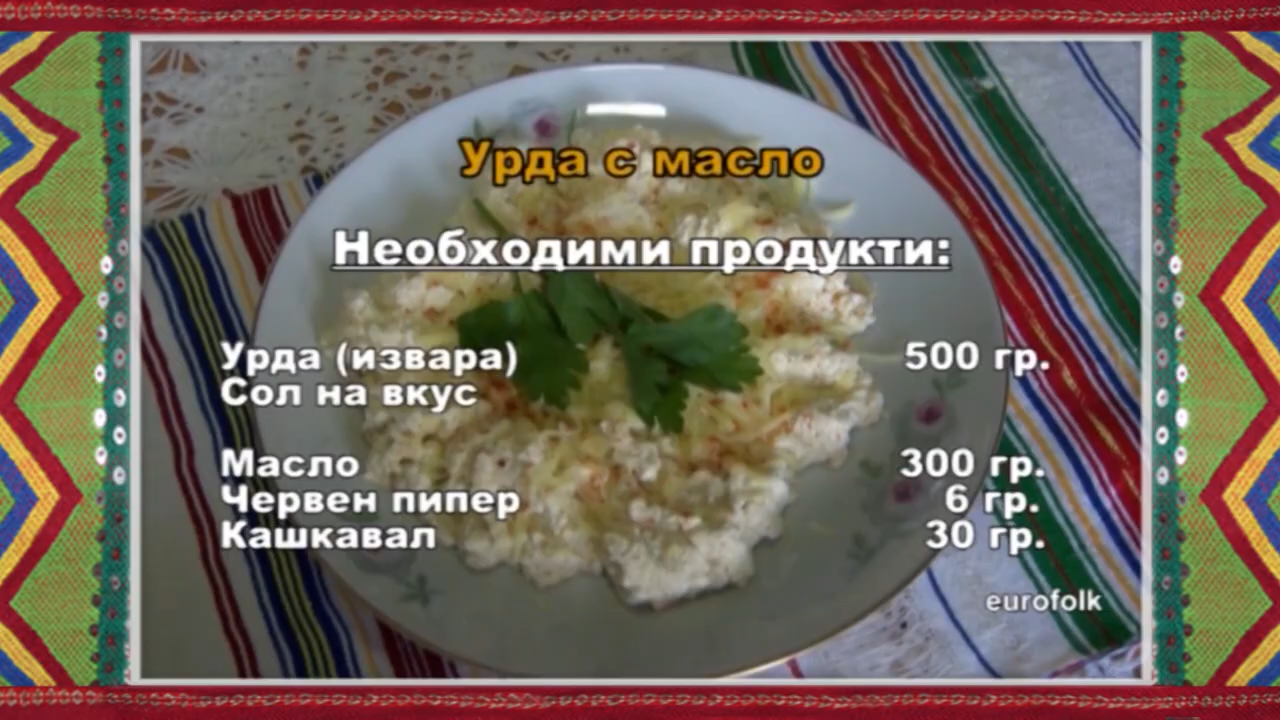 Урда с масло
Необходими продукти:
Урда (извара) 500 гр.
Сол на вкус
Масло 300 гр.
Червен пипер 6 гр.
Кашкавал 30 гр.
eurofolk